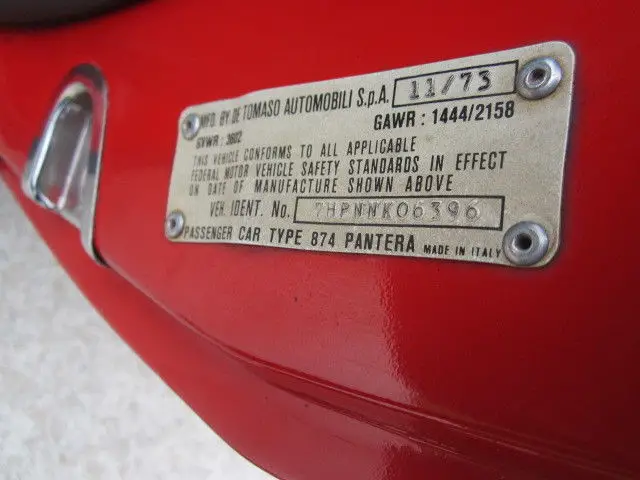 MFD. BY DE TOMASO AUTOMOBILI S.p.A. 11/73
GVWR : 3602 GAWR : 1444/2158
THIS VEHICLE CONFORMS TO ALL APPLICABLE
FEDERAL MOTOR VEHICLE SAFETY STANDARDS IN EFFECT
ON DATE OF MANUFACTURE SHOWN ABOVE
VEH. IDENT. No. THPNNK06396
PASSENGER CAR TYPE 874 PANTERA MADE IN ITALY